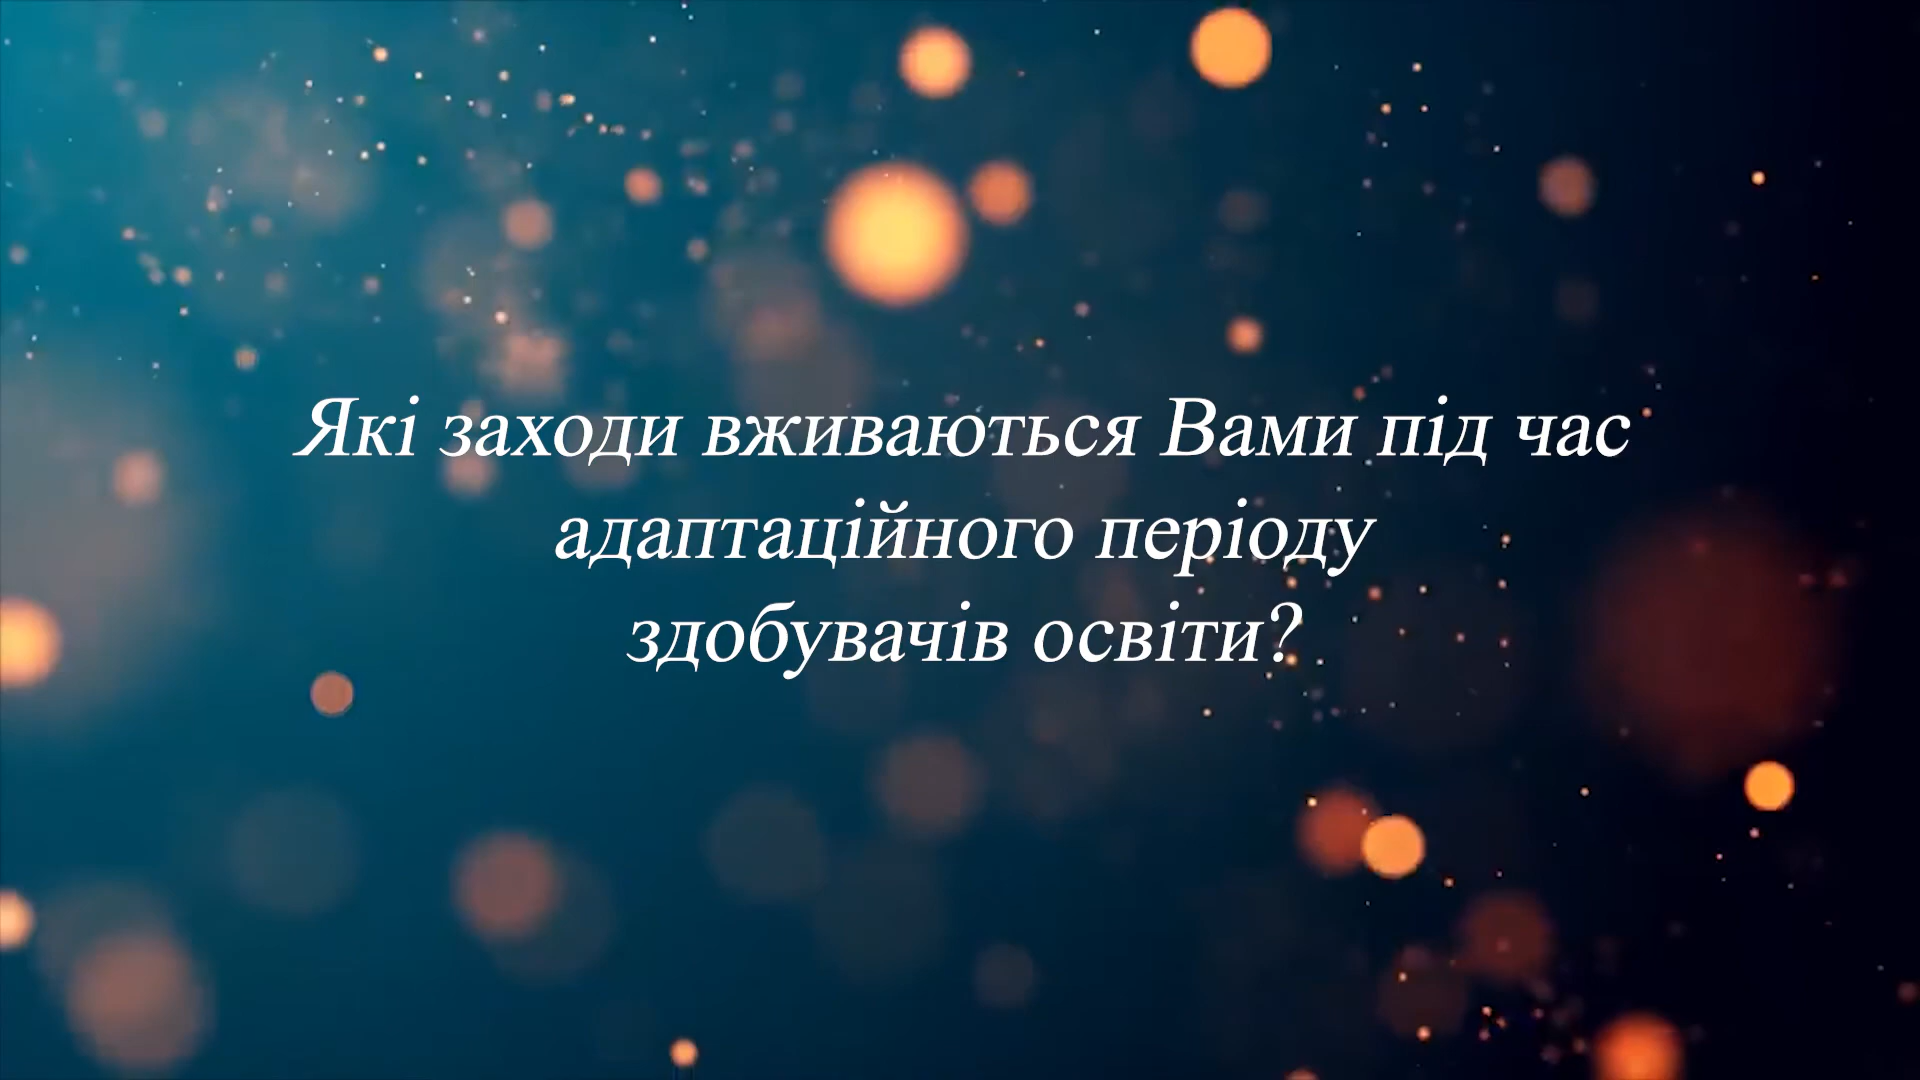 Які заходи вживаються Вами під час
адаптаційного періоду
здобувачів освіти?